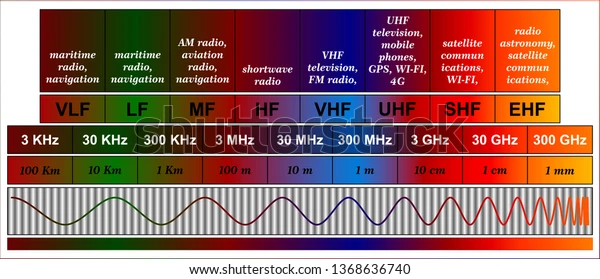 maritime radio, navigation
maritime radio, navigation
AM radio, aviation radio, navigation
shortwave radio
VHF television, FM radio,
UHF television, mobile phones, GPS, WI-FI, 4G
satellite commun ications, WI-FI,
radio astronomy, satellite commun ications,
VLF LF MF HF VHF UHF SHF EHF
3 KHz 30 KHz 300 KHz 3 MHz 30 MHz 300 MHz 3 GHz 30 GHz 300 GHz
100 Km 10 Km 1 Km 100 m 10 m 1 m 10 cm 1 cm 1 mm
shutterstock.com · 1368636740